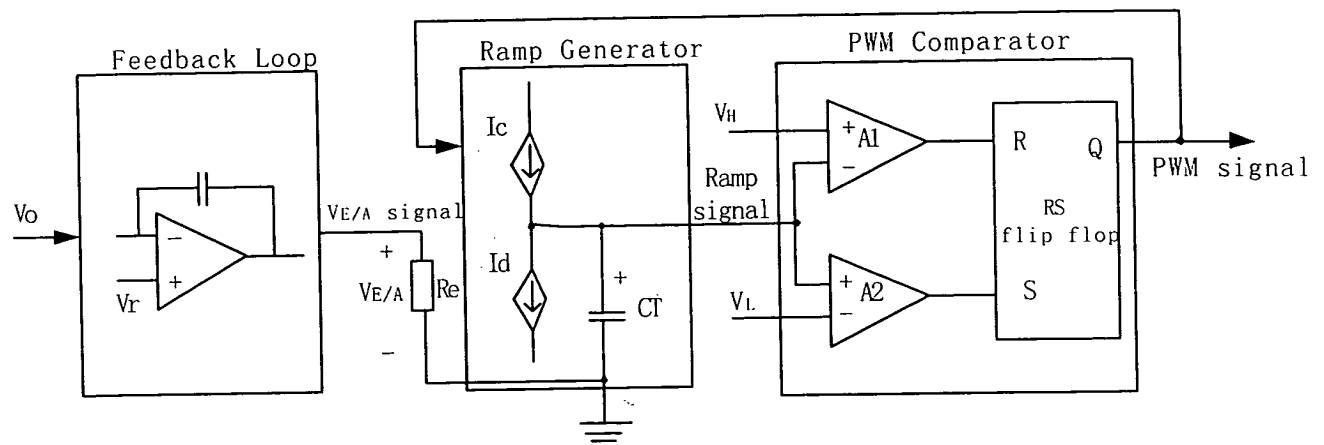 Feedback Loop
Ramp Generator
PWM Comparator
Vo
−
+
Vr
VE/A signal
+
VE/A
−
Re
Ic
Id
+
CT
Ramp
signal
VH
VL
+
A1
−
+
A2
−
R
Q
RS
flip flop
S
PWM signal